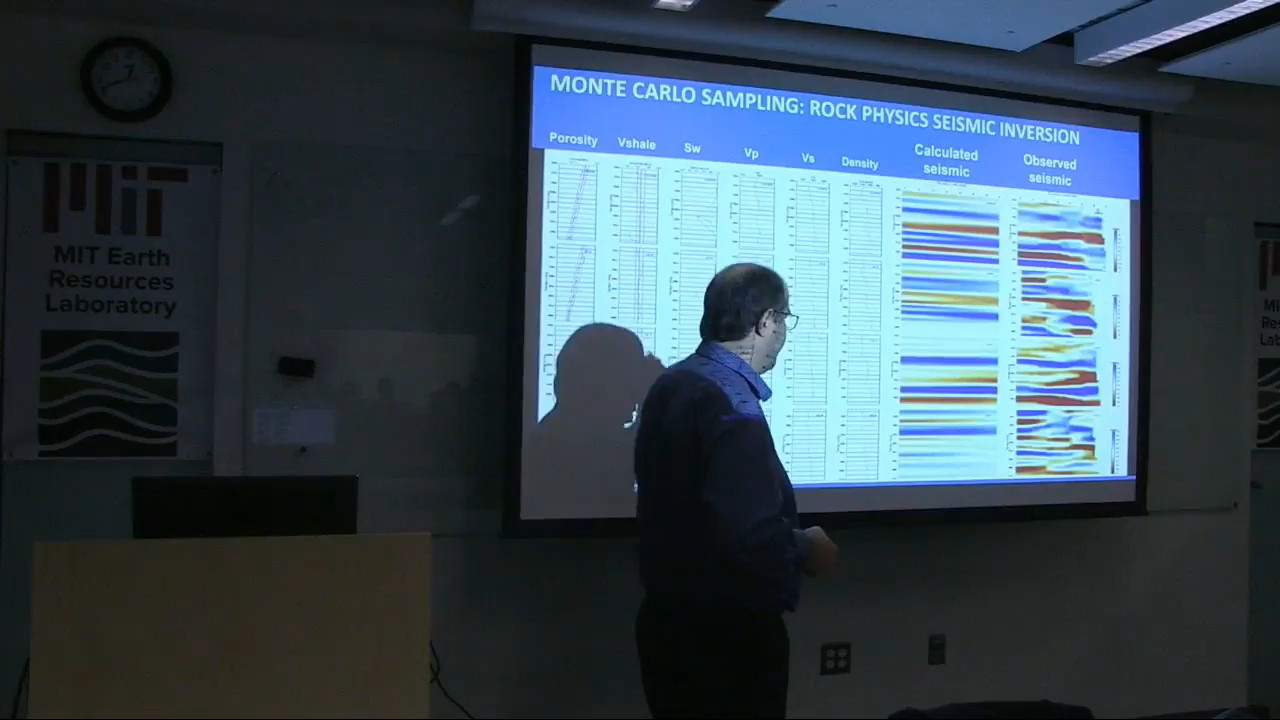 MONTE CARLO SAMPLING: ROCK PHYSICS SEISMIC INVERSION
Porosity Vshale Sw Vp Vs Density Calculated seismic Observed seismic
MIT
MIT Earth
Resources
Laboratory